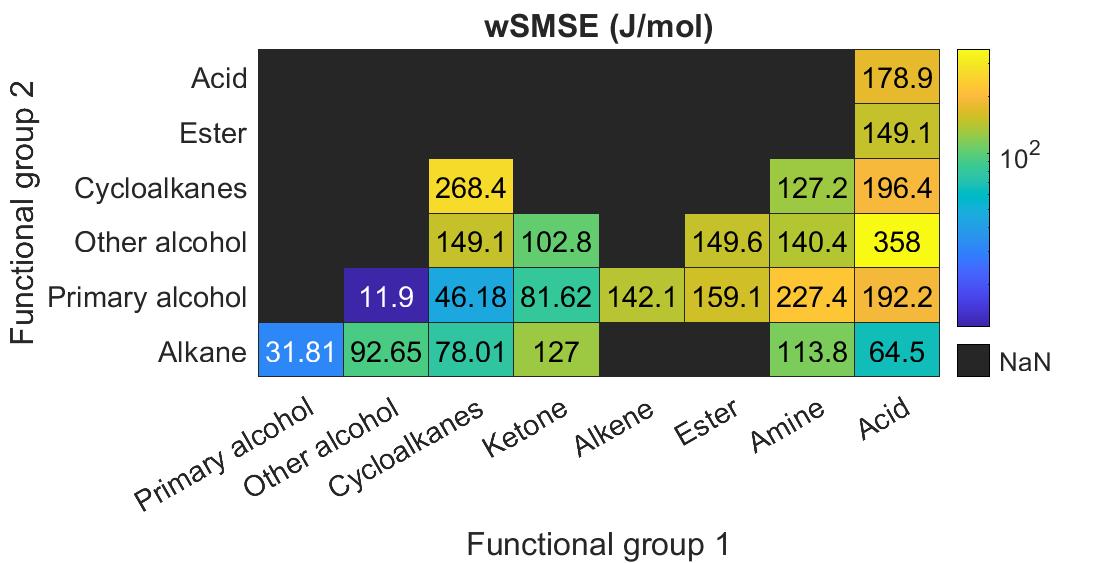 wSMSE (J/mol)
Functional group 2
Acid 178.9
Ester 149.1
Cycloalkanes 268.4 127.2 196.4
Other alcohol 149.1 102.8 149.6 140.4 358
Primary alcohol 11.9 46.18 81.62 142.1 159.1 227.4 192.2
Alkane 31.81 92.65 78.01 127 113.8 64.5
Primary alcohol Other alcohol Cycloalkanes Ketone Alkene Ester Amine Acid
Functional group 1
10²
NaN